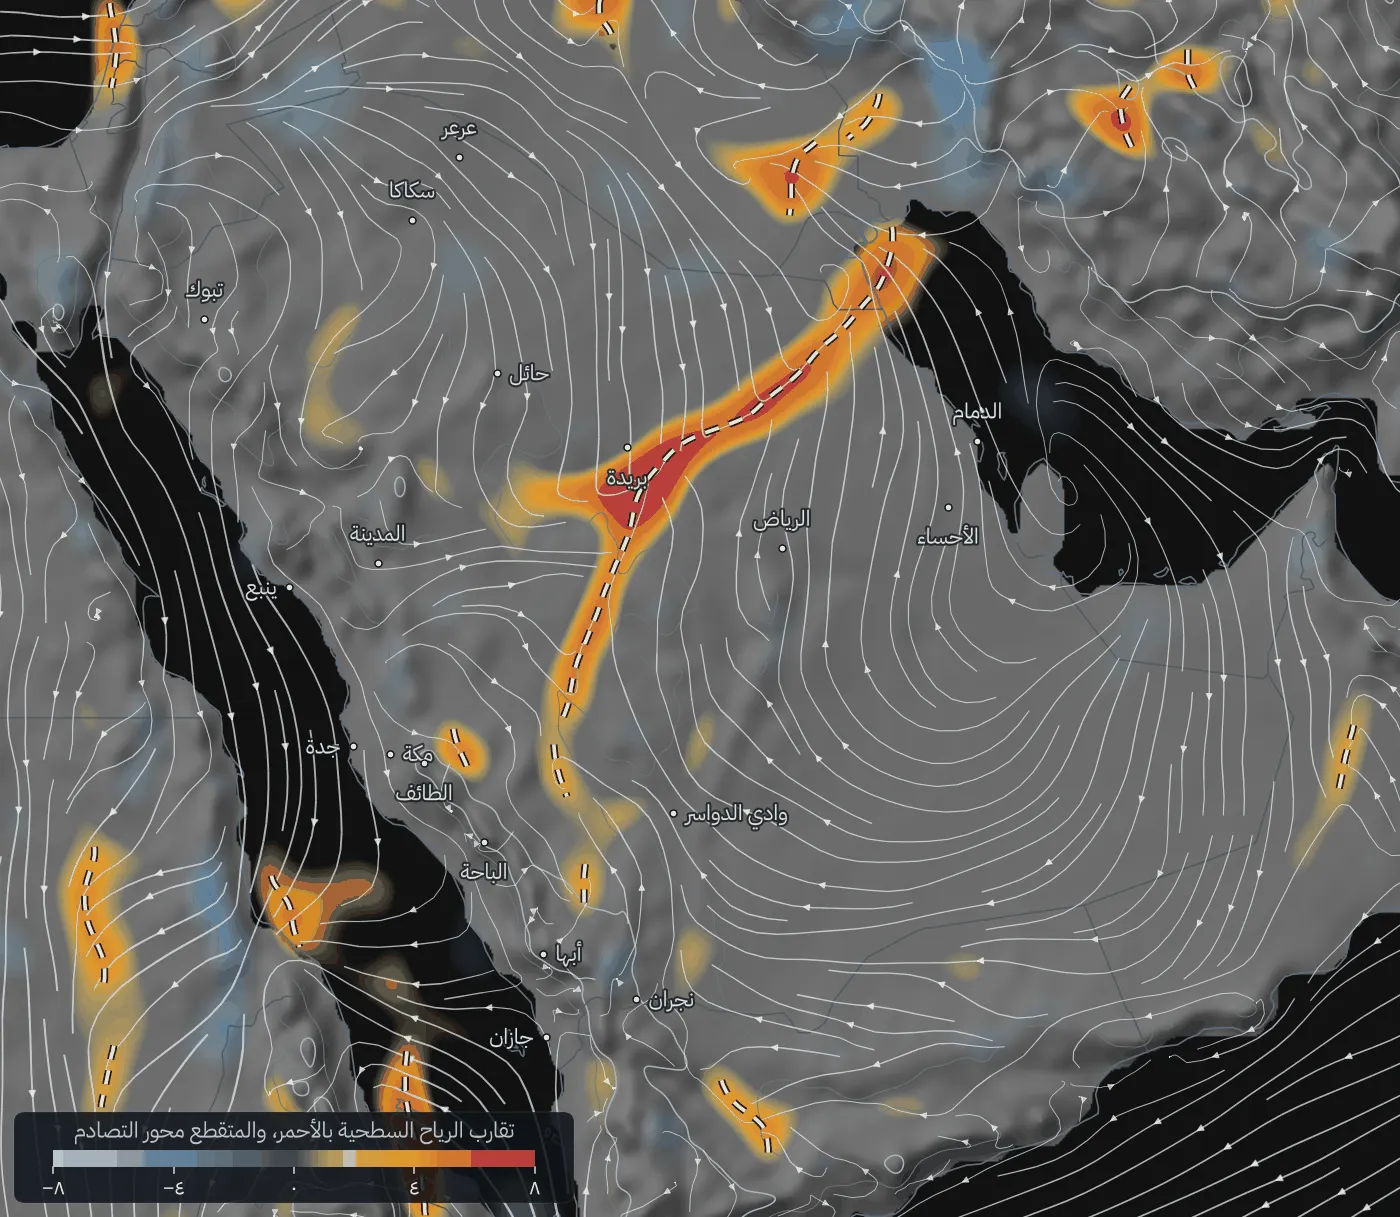 عرعر
سكاكا
تبوك
حائل
الدمام
بريدة
الرياض
المدينة
الأحساء
ينبع
جدة
مكة
الطائف
وادي الدواسر
الباحة
أبها
نجران
جازان
تقارب الرياح السطحية بالأحمر، والمتقطع محور التصادم
−٨ −٤ ٠ ٤ ٨